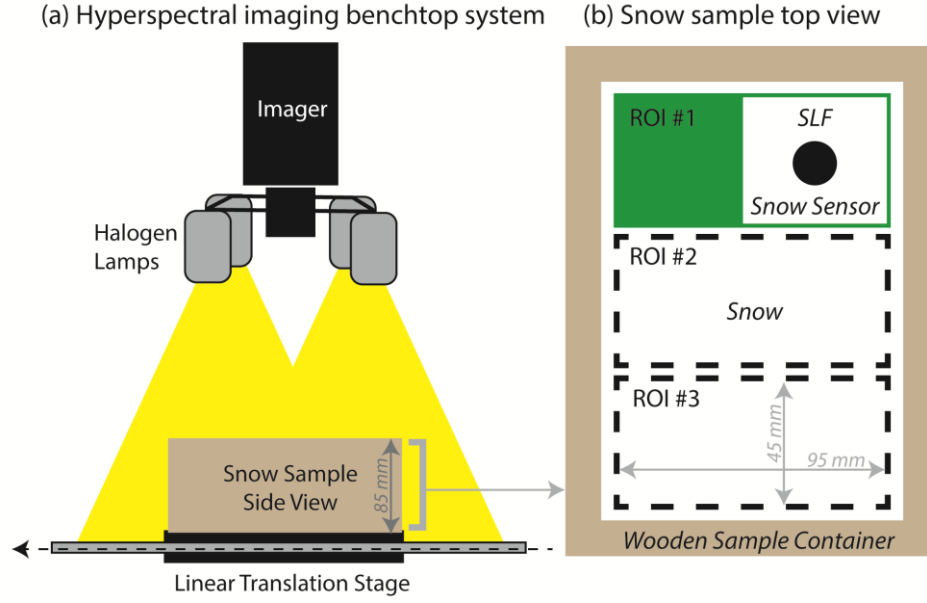 (a) Hyperspectral imaging benchtop system
Imager
Halogen
Lamps
Snow Sample
Side View
85 mm
Linear Translation Stage
(b) Snow sample top view
ROI #1
SLF
Snow Sensor
ROI #2
Snow
ROI #3
45 mm
95 mm
Wooden Sample Container